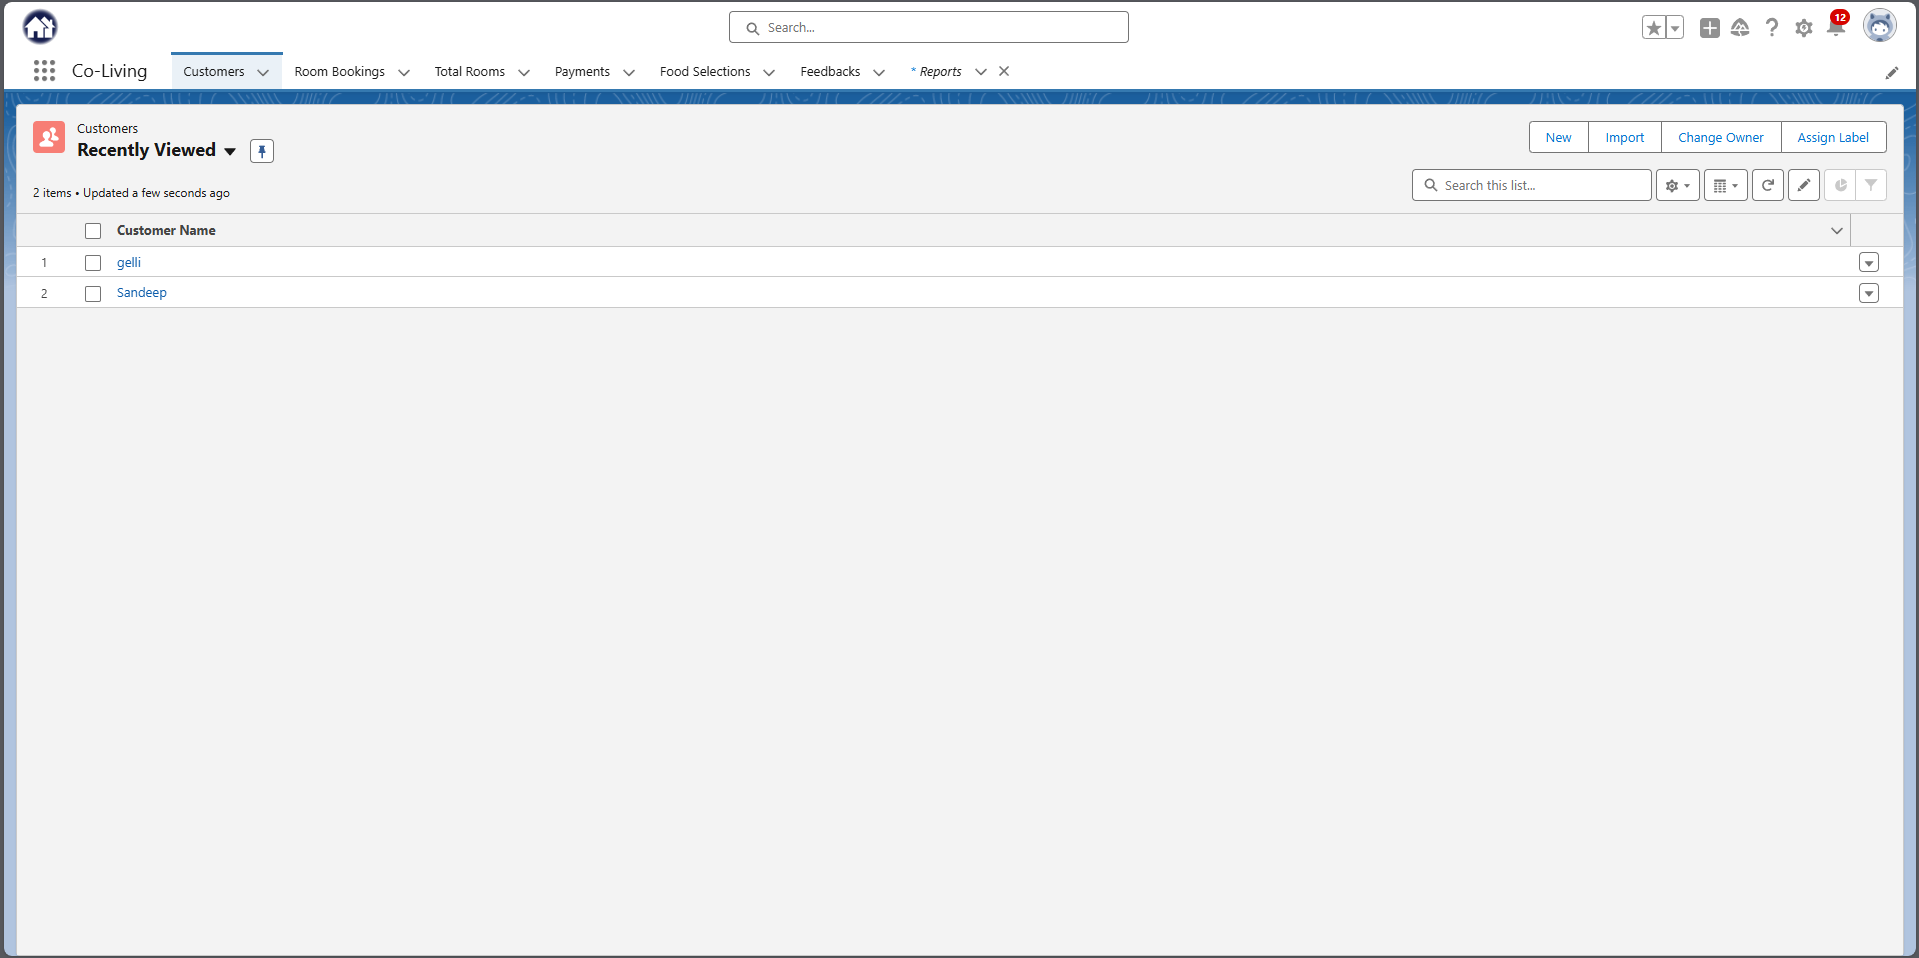 Search...
12
Co-Living
Customers
Room Bookings
Total Rooms
Payments
Food Selections
Feedbacks
* Reports
Customers
Recently Viewed
New
Import
Change Owner
Assign Label
2 items • Updated a few seconds ago
Search this list...
Customer Name
1 gelli
2 Sandeep